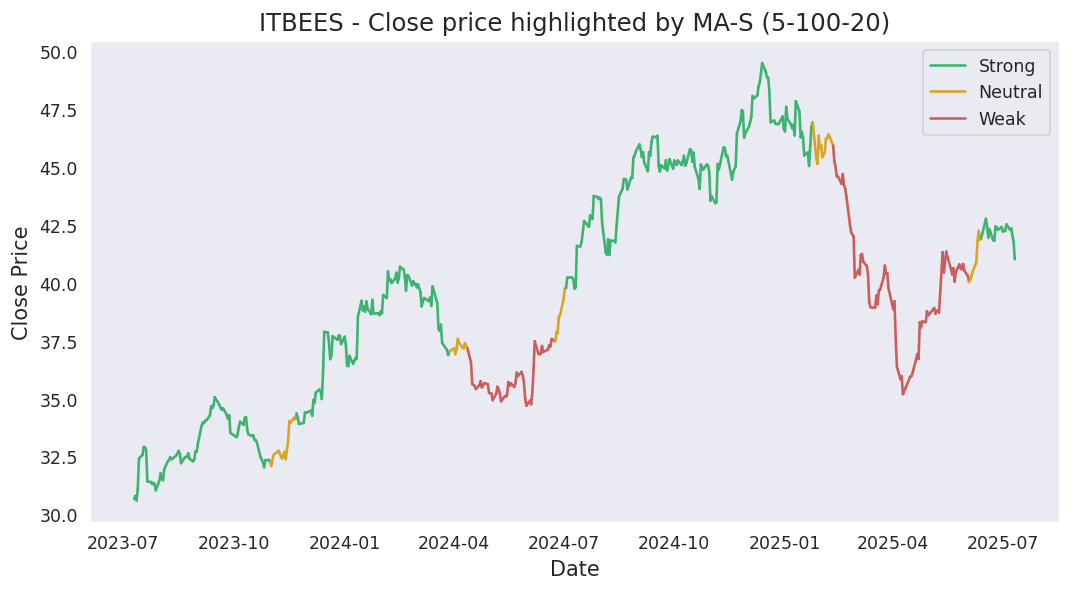 ITBEES - Close price highlighted by MA-S (5-100-20)
Strong
Neutral
Weak
Close Price
50.0
47.5
45.0
42.5
40.0
37.5
35.0
32.5
30.0
2023-07 2023-10 2024-01 2024-04 2024-07 2024-10 2025-01 2025-04 2025-07
Date